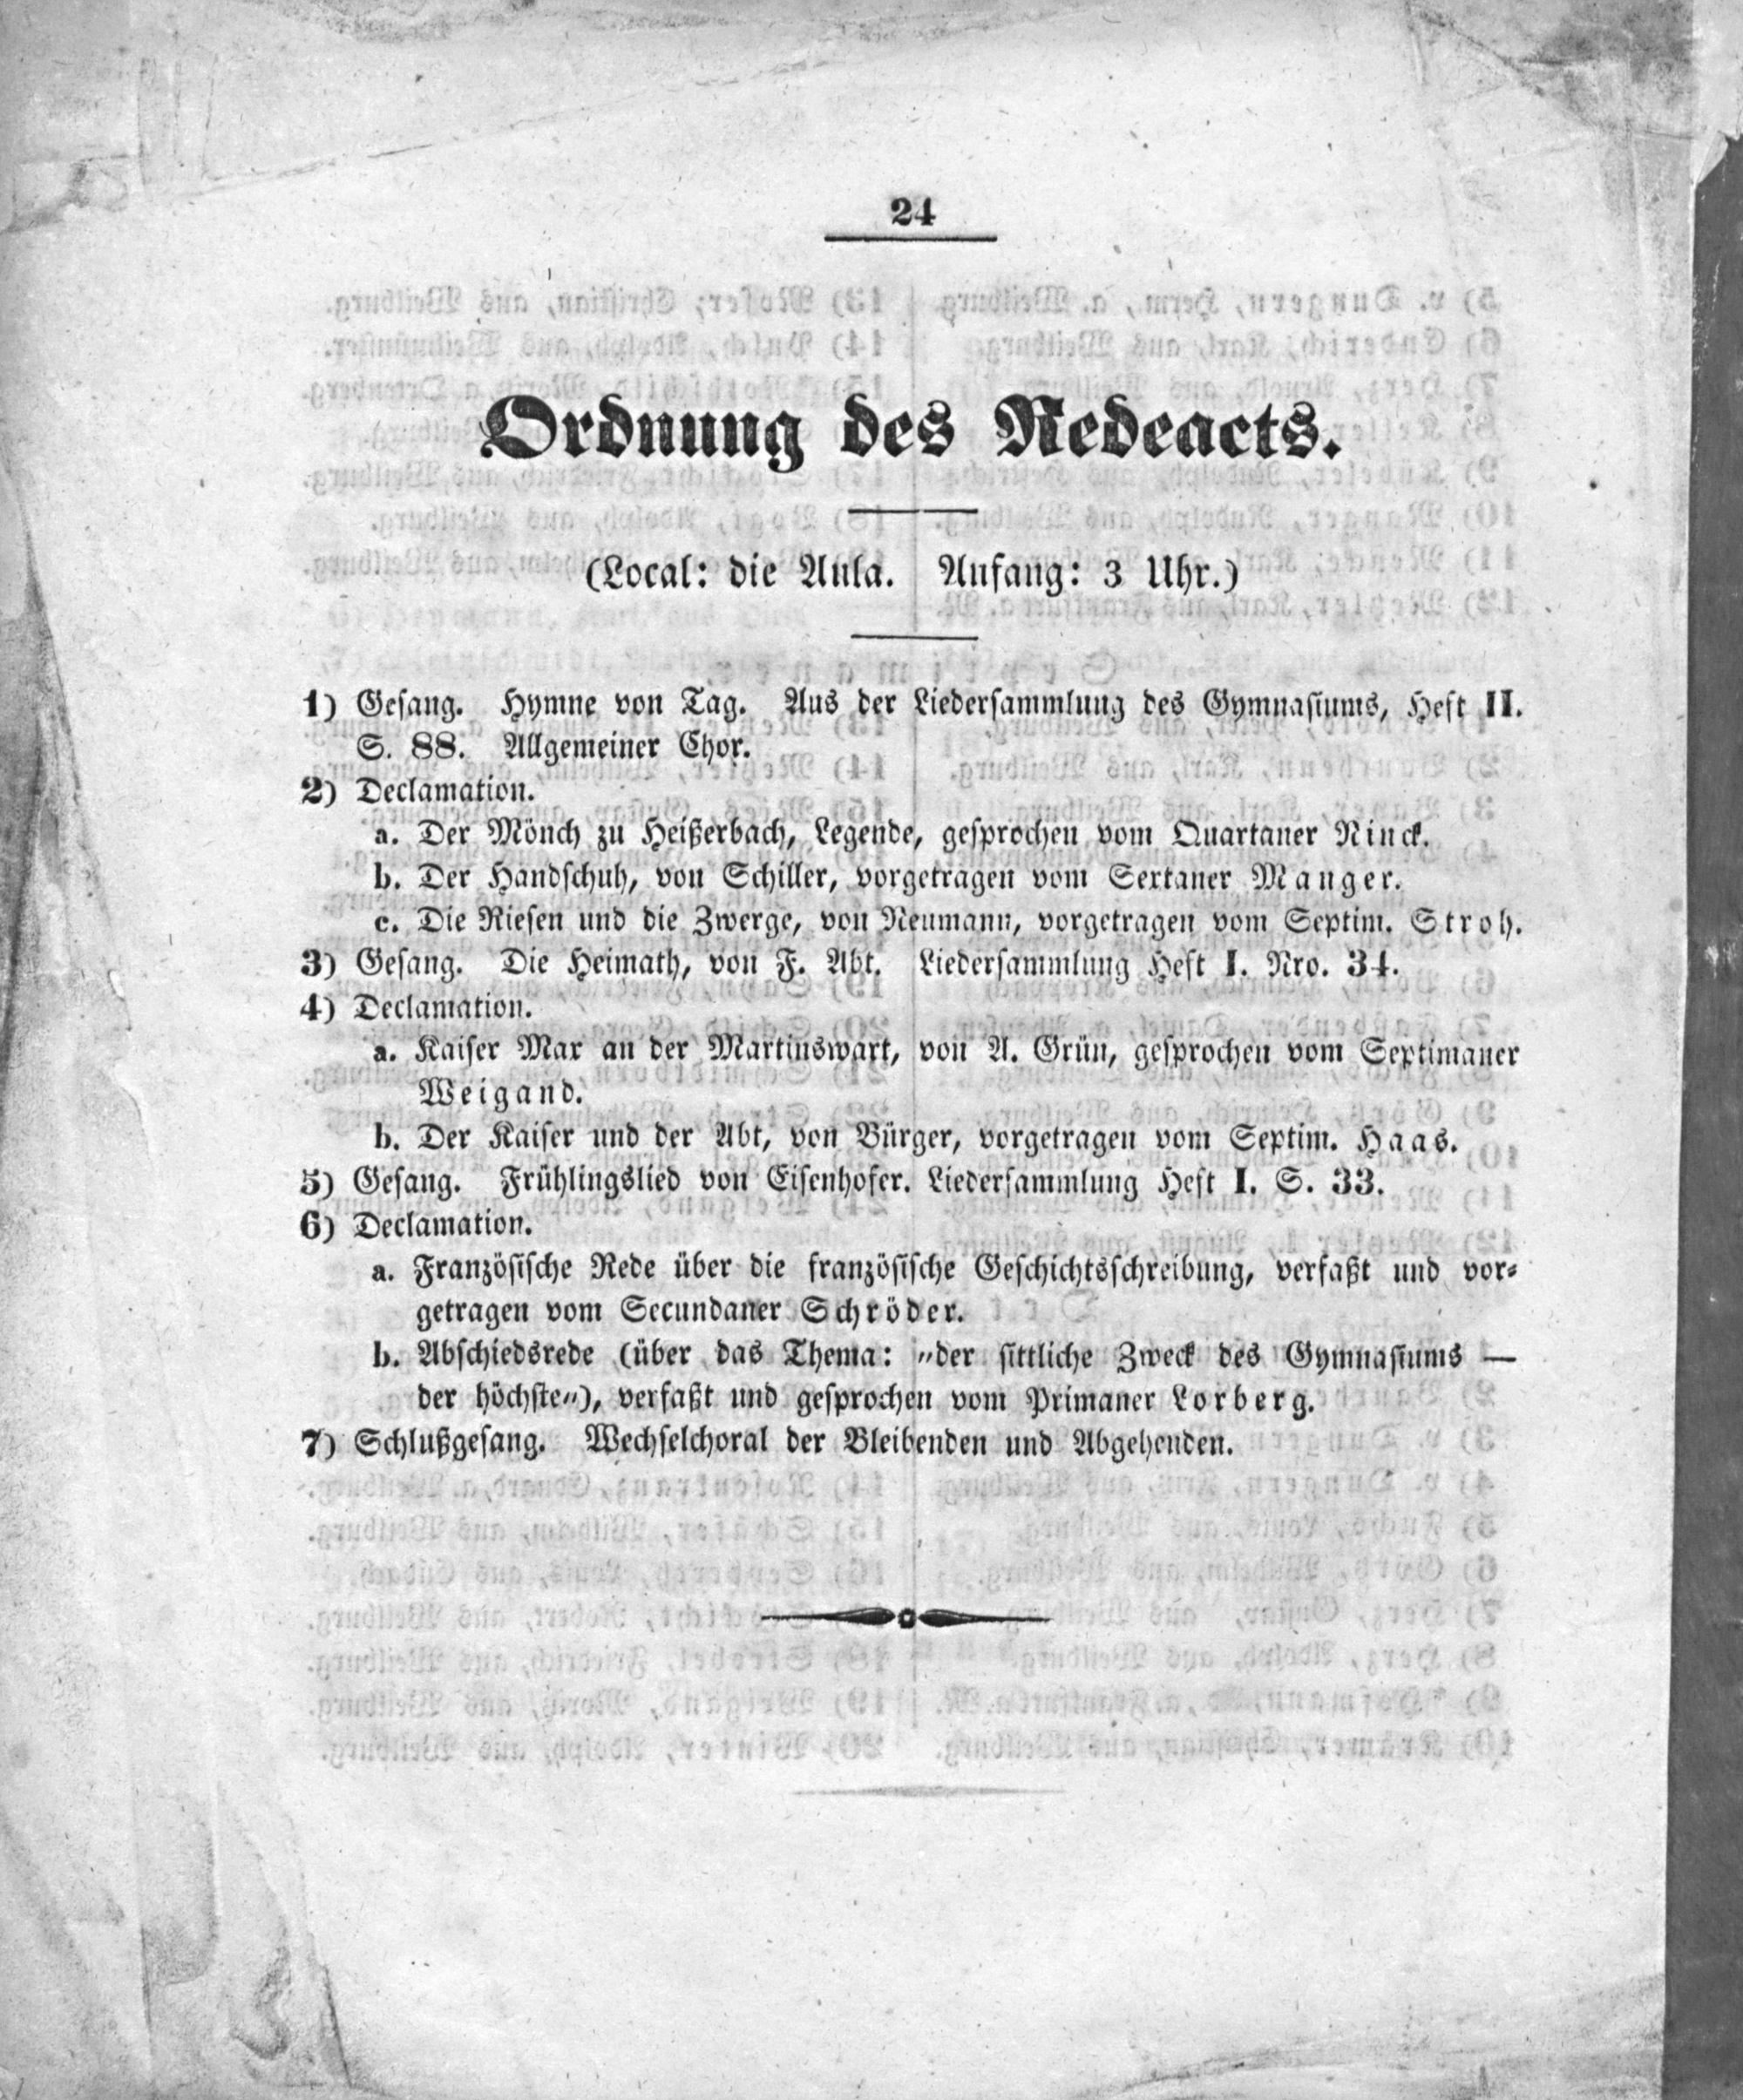 24
Ordnung des Redeacts.
(Local: die Aula. Anfang: 3 Uhr.)
1) Gesang. Hymne von Tag. Aus der Liedersammlung des Gymnasiums, Heft II.
S. 88. Allgemeiner Chor.
2) Declamation.
a. Der Mönch zu Heißerbach, Legende, gesprochen vom Quartaner Ninck.
b. Der Handschuh, von Schiller, vorgetragen vom Sextaner Manger.
c. Die Riesen und die Zwerge, von Neumann, vorgetragen vom Septim. Stroh.
3) Gesang. Die Heimath, von F. Abt. Liedersammlung Heft I. Nro. 34.
4) Declamation.
a. Kaiser Max an der Martinswart, von A. Grün, gesprochen vom Septimaner
Weigand.
b. Der Kaiser und der Abt, von Bürger, vorgetragen vom Septim. Haas.
5) Gesang. Frühlingslied von Eisenhofer. Liedersammlung Heft I. S. 33.
6) Declamation.
a. Französische Rede über die französische Geschichtsschreibung, verfaßt und vor-
getragen vom Secundaner Schröder.
b. Abschiedsrede (über das Thema: „der sittliche Zweck des Gymnasiums —
der höchste„), verfaßt und gesprochen vom Primaner Lorberg.
7) Schlußgesang. Wechselchoral der Bleibenden und Abgehenden.